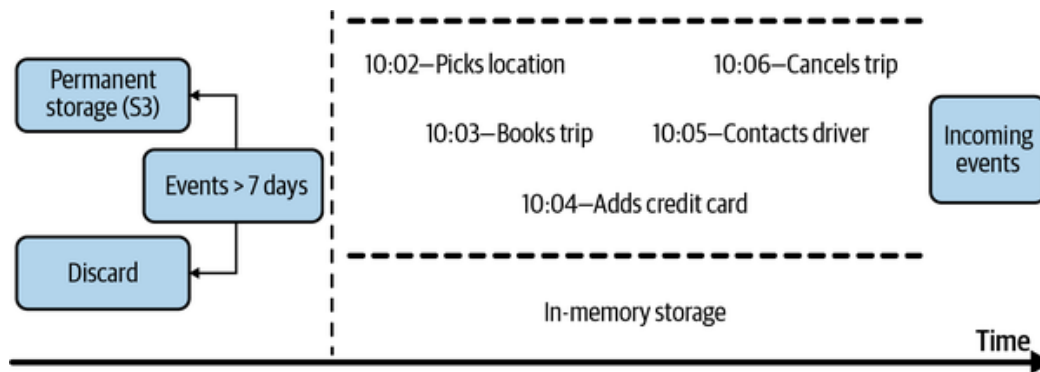 Permanent
storage (S3)
Events > 7 days
Discard
10:02—Picks location
10:06—Cancels trip
10:03—Books trip
10:05—Contacts driver
10:04—Adds credit card
In-memory storage
Incoming
events
Time